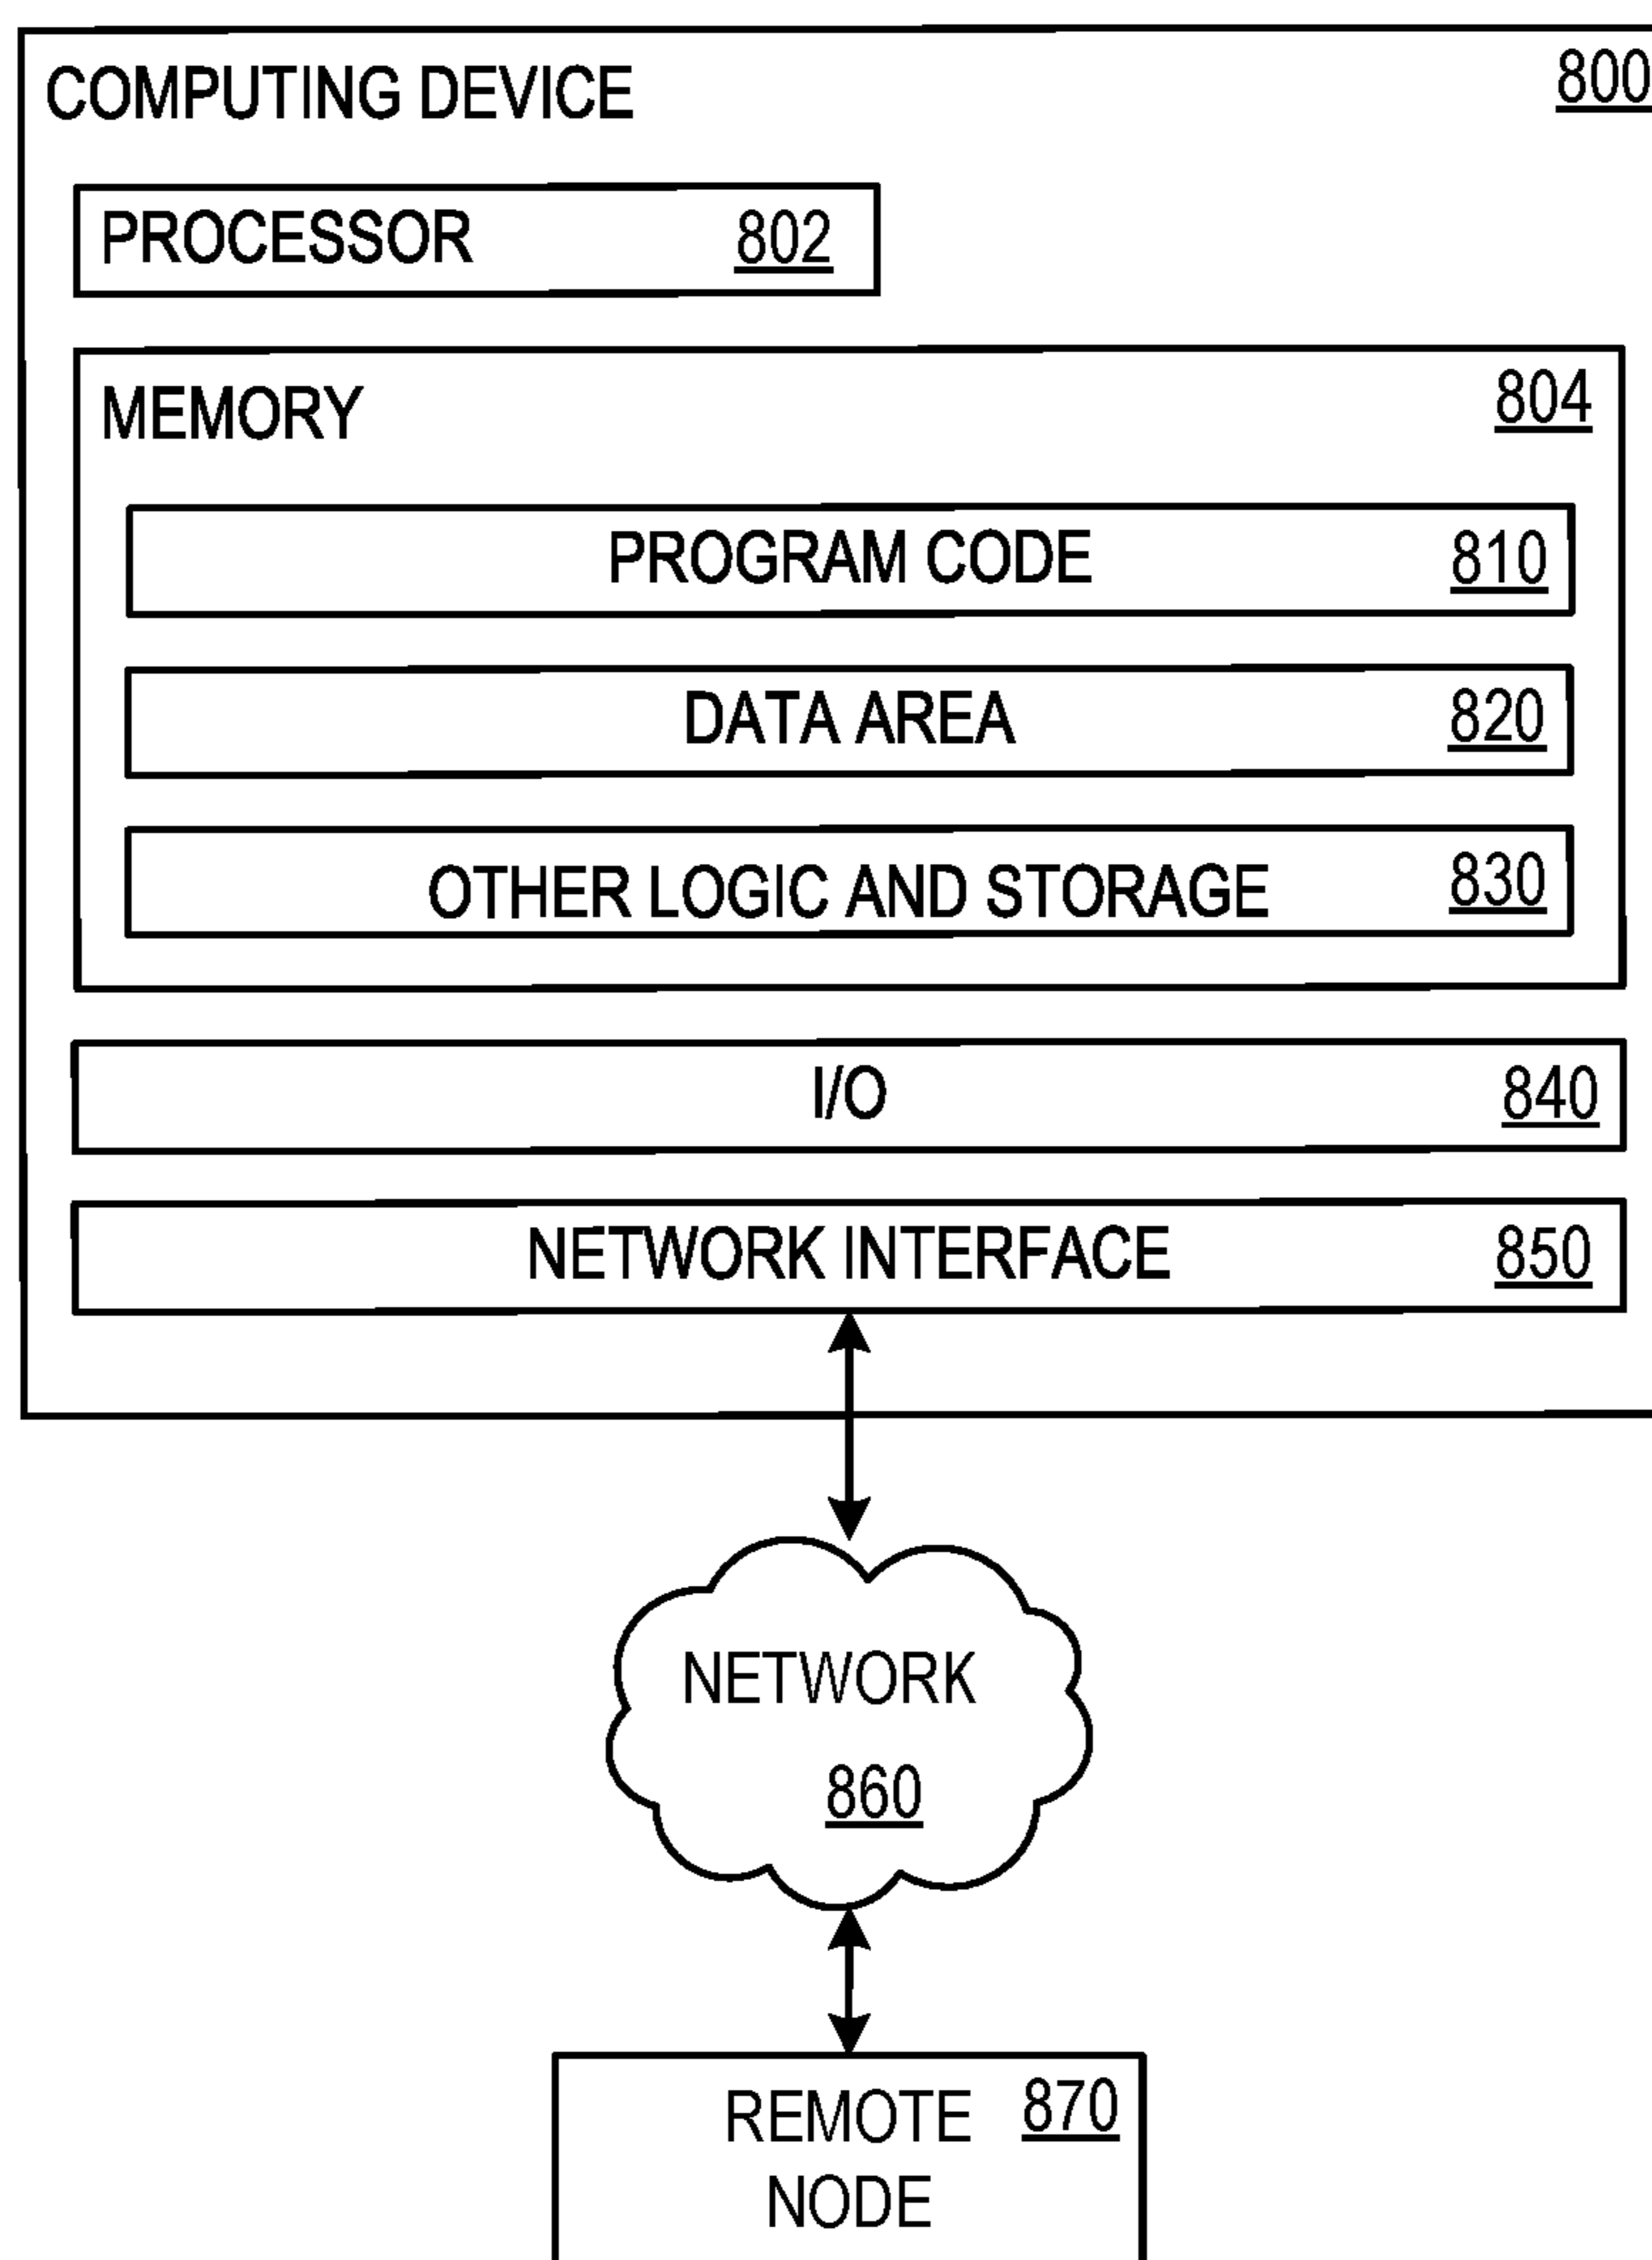 COMPUTING DEVICE 800
PROCESSOR 802
MEMORY 804
PROGRAM CODE 810
DATA AREA 820
OTHER LOGIC AND STORAGE 830
I/O 840
NETWORK INTERFACE 850
NETWORK
860
REMOTE 870
NODE